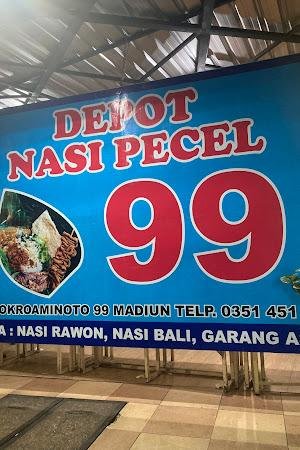 DEPOT
NASI PECEL
99
OKROAMINOTO 99 MADIUN TELP. 0351 451
A : NASI RAWON, NASI BALI, GARANG A